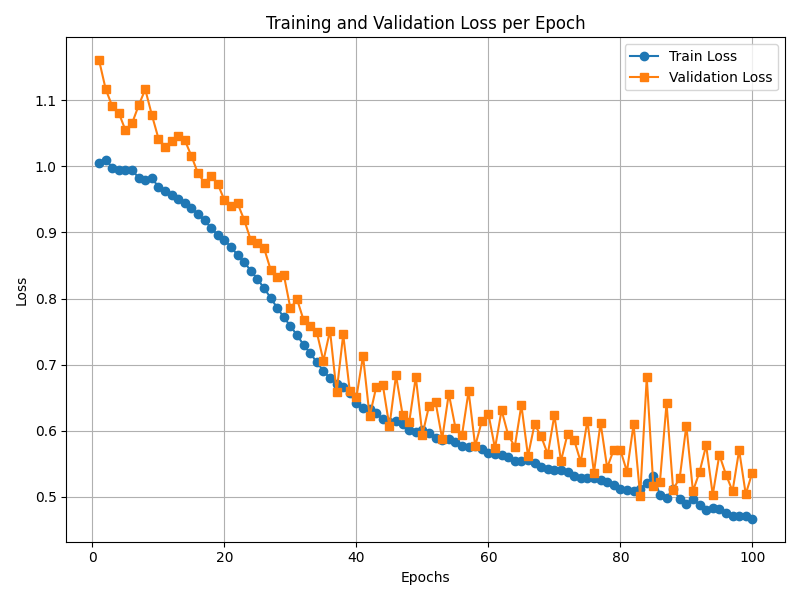 Training and Validation Loss per Epoch
Train Loss
Validation Loss
1.1
1.0
0.9
0.8
0.7
0.6
0.5
Loss
0 20 40 60 80 100
Epochs